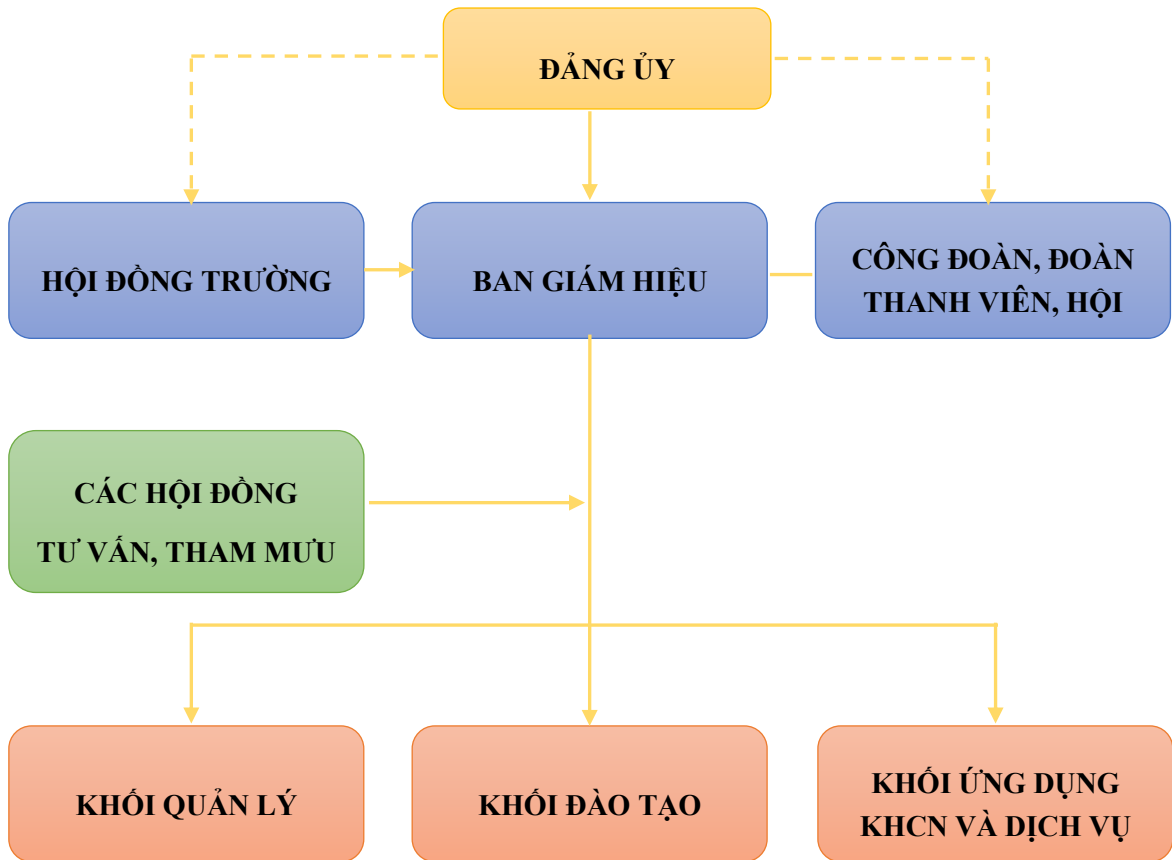 ĐẢNG ỦY
HỘI ĐỒNG TRƯỜNG
BAN GIÁM HIỆU
CÔNG ĐOÀN, ĐOÀN
THANH VIÊN, HỘI
CÁC HỘI ĐỒNG
TƯ VẤN, THAM MƯU
KHỐI QUẢN LÝ
KHỐI ĐÀO TẠO
KHỐI ỨNG DỤNG
KHCN VÀ DỊCH VỤ